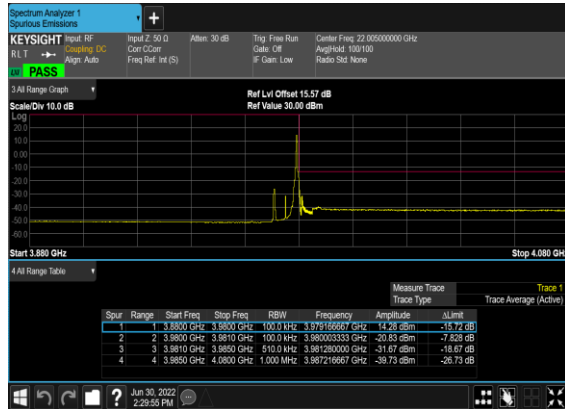 Spectrum Analyzer 1
Spurious Emissions
+
KEYSIGHT Input: RF Input Z: 50 Ω Atten: 30 dB Trig: Free Run Center Freq: 22.005000000 GHz
RLT Coupling: DC Corr CCorr Gate: Off Avg|Hold: 100/100
Align: Auto Freq Ref: Int (S) IF Gain: Low Radio Std: None
PASS
3 All Range Graph
Ref Lvl Offset 15.57 dB
Scale/Div 10.0 dB Ref Value 30.00 dBm
Log
20.0
10.0
0.00
-10.0
-20.0
-30.0
-40.0
-50.0
-60.0
Start 3.880 GHz Stop 4.080 GH
4 All Range Table
Measure Trace Trace 1
Trace Type Trace Average (Active)
Spur Range Start Freq Stop Freq RBW Frequency Amplitude ΔLimit
1 1 3.8800 GHz 3.9800 GHz 100.0 kHz 3.979166667 GHz 14.28 dBm -15.72 dB
2 2 3.9800 GHz 3.9810 GHz 100.0 kHz 3.980003333 GHz -20.83 dBm -7.828 dB
3 3 3.9810 GHz 3.9850 GHz 510.0 kHz 3.981280000 GHz -31.67 dBm -18.67 dB
4 4 3.9850 GHz 4.0800 GHz 1.000 MHz 3.987216667 GHz -39.73 dBm -26.73 dB
? Jun 30, 2022
2:29:55 PM